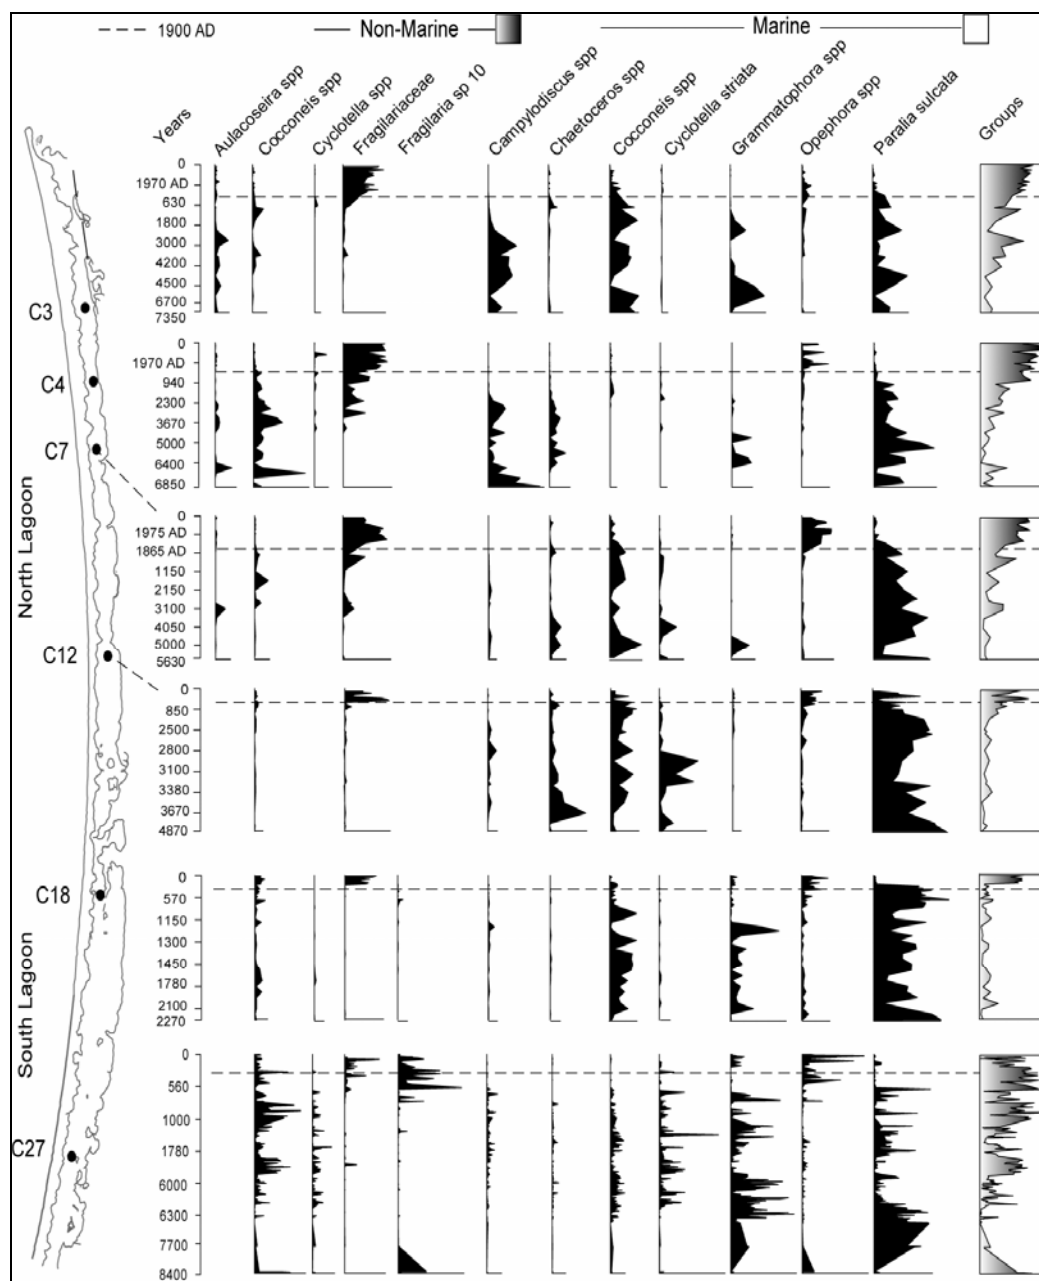 1900 AD
Non-Marine
Marine
Years
Aulacoseira spp
Cocconeis spp
Cyclotella spp
Fragilariaceae
Fragilaria sp 10
Campylodiscus spp
Chaetoceros spp
Cocconeis spp
Cyclotella striata
Grammatophora spp
Opephora spp
Paralia sulcata
Groups
North Lagoon
South Lagoon
C3
0
1970 AD
630
1800
3000
4200
4500
6700
7350
C4
0
1970 AD
940
2300
3670
5000
6400
6850
C7
0
1975 AD
1865 AD
1150
2150
3100
4050
5000
5630
C12
0
850
2500
2800
3100
3380
3670
4870
C18
0
570
1150
1300
1450
1780
2100
2270
C27
0
560
1000
1780
6000
6300
7700
8400